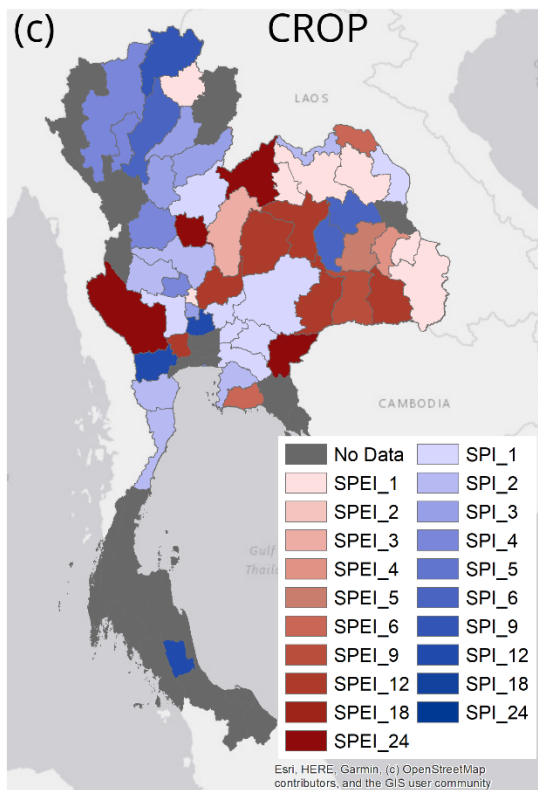 (c) CROP
LAOS
CAMBODIA
Gulf
Thaila
No Data SPI_1
SPEI_1 SPI_2
SPEI_2 SPI_3
SPEI_3 SPI_4
SPEI_4 SPI_5
SPEI_5 SPI_6
SPEI_6 SPI_9
SPEI_9 SPI_12
SPEI_12 SPI_18
SPEI_18 SPI_24
SPEI_24
Esri, HERE, Garmin, (c) OpenStreetMap
contributors, and the GIS user community